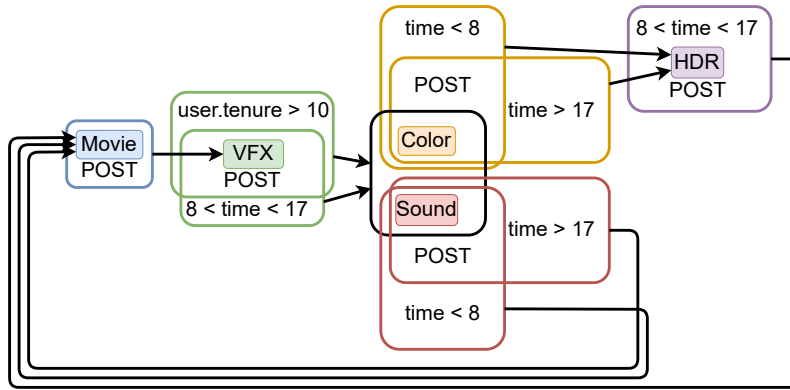 time < 8
8 < time < 17
HDR
POST
POST
time > 17
user.tenure > 10
Movie
POST
VFX
POST
Color
8 < time < 17
Sound
time > 17
POST
time < 8